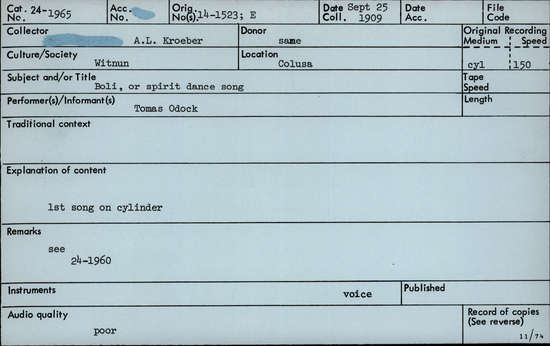 Cat. 24-1965 Acc. Orig. Date Sept 25 Date File
No. No. No(s). 14-1523; E Coll. 1909 Acc. Code
Collector Donor Original Recording
A.L. Kroeber same Medium Speed
Culture/Society Location
Witnun Colusa cyl 150
Subject and/or Title Tape
Boli, or spirit dance song Speed
Performer(s)/Informant(s) Length
Tomas Odock
Traditional context
Explanation of content
1st song on cylinder
Remarks
see
24-1960
Instruments voice Published
Audio quality Record of copies
poor (See reverse)
11/74